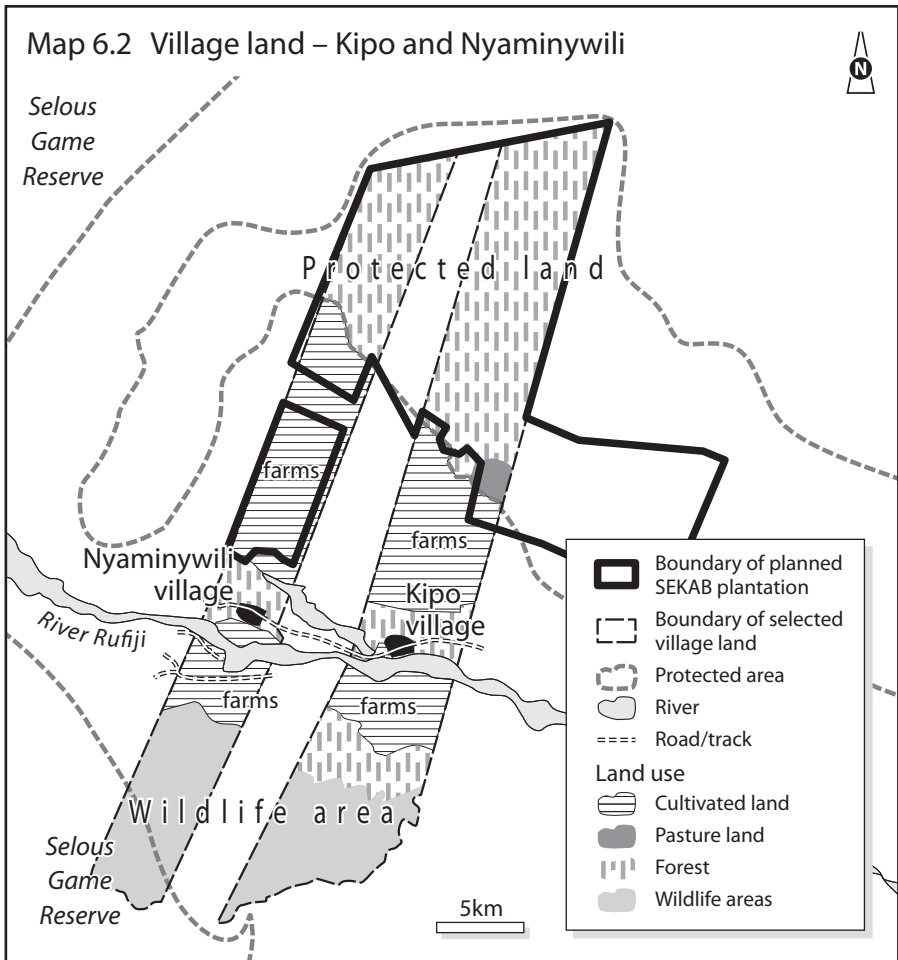 Map 6.2 Village land – Kipo and Nyaminywili
N
Selous
Game
Reserve
Protected land
farms
farms
Nyaminywili
village
Kipo
village
River Rufiji
farms
farms
Wildlife area
Selous
Game
Reserve
5km
Boundary of planned
SEKAB plantation
Boundary of selected
village land
Protected area
River
Road/track
Land use
Cultivated land
Pasture land
Forest
Wildlife areas